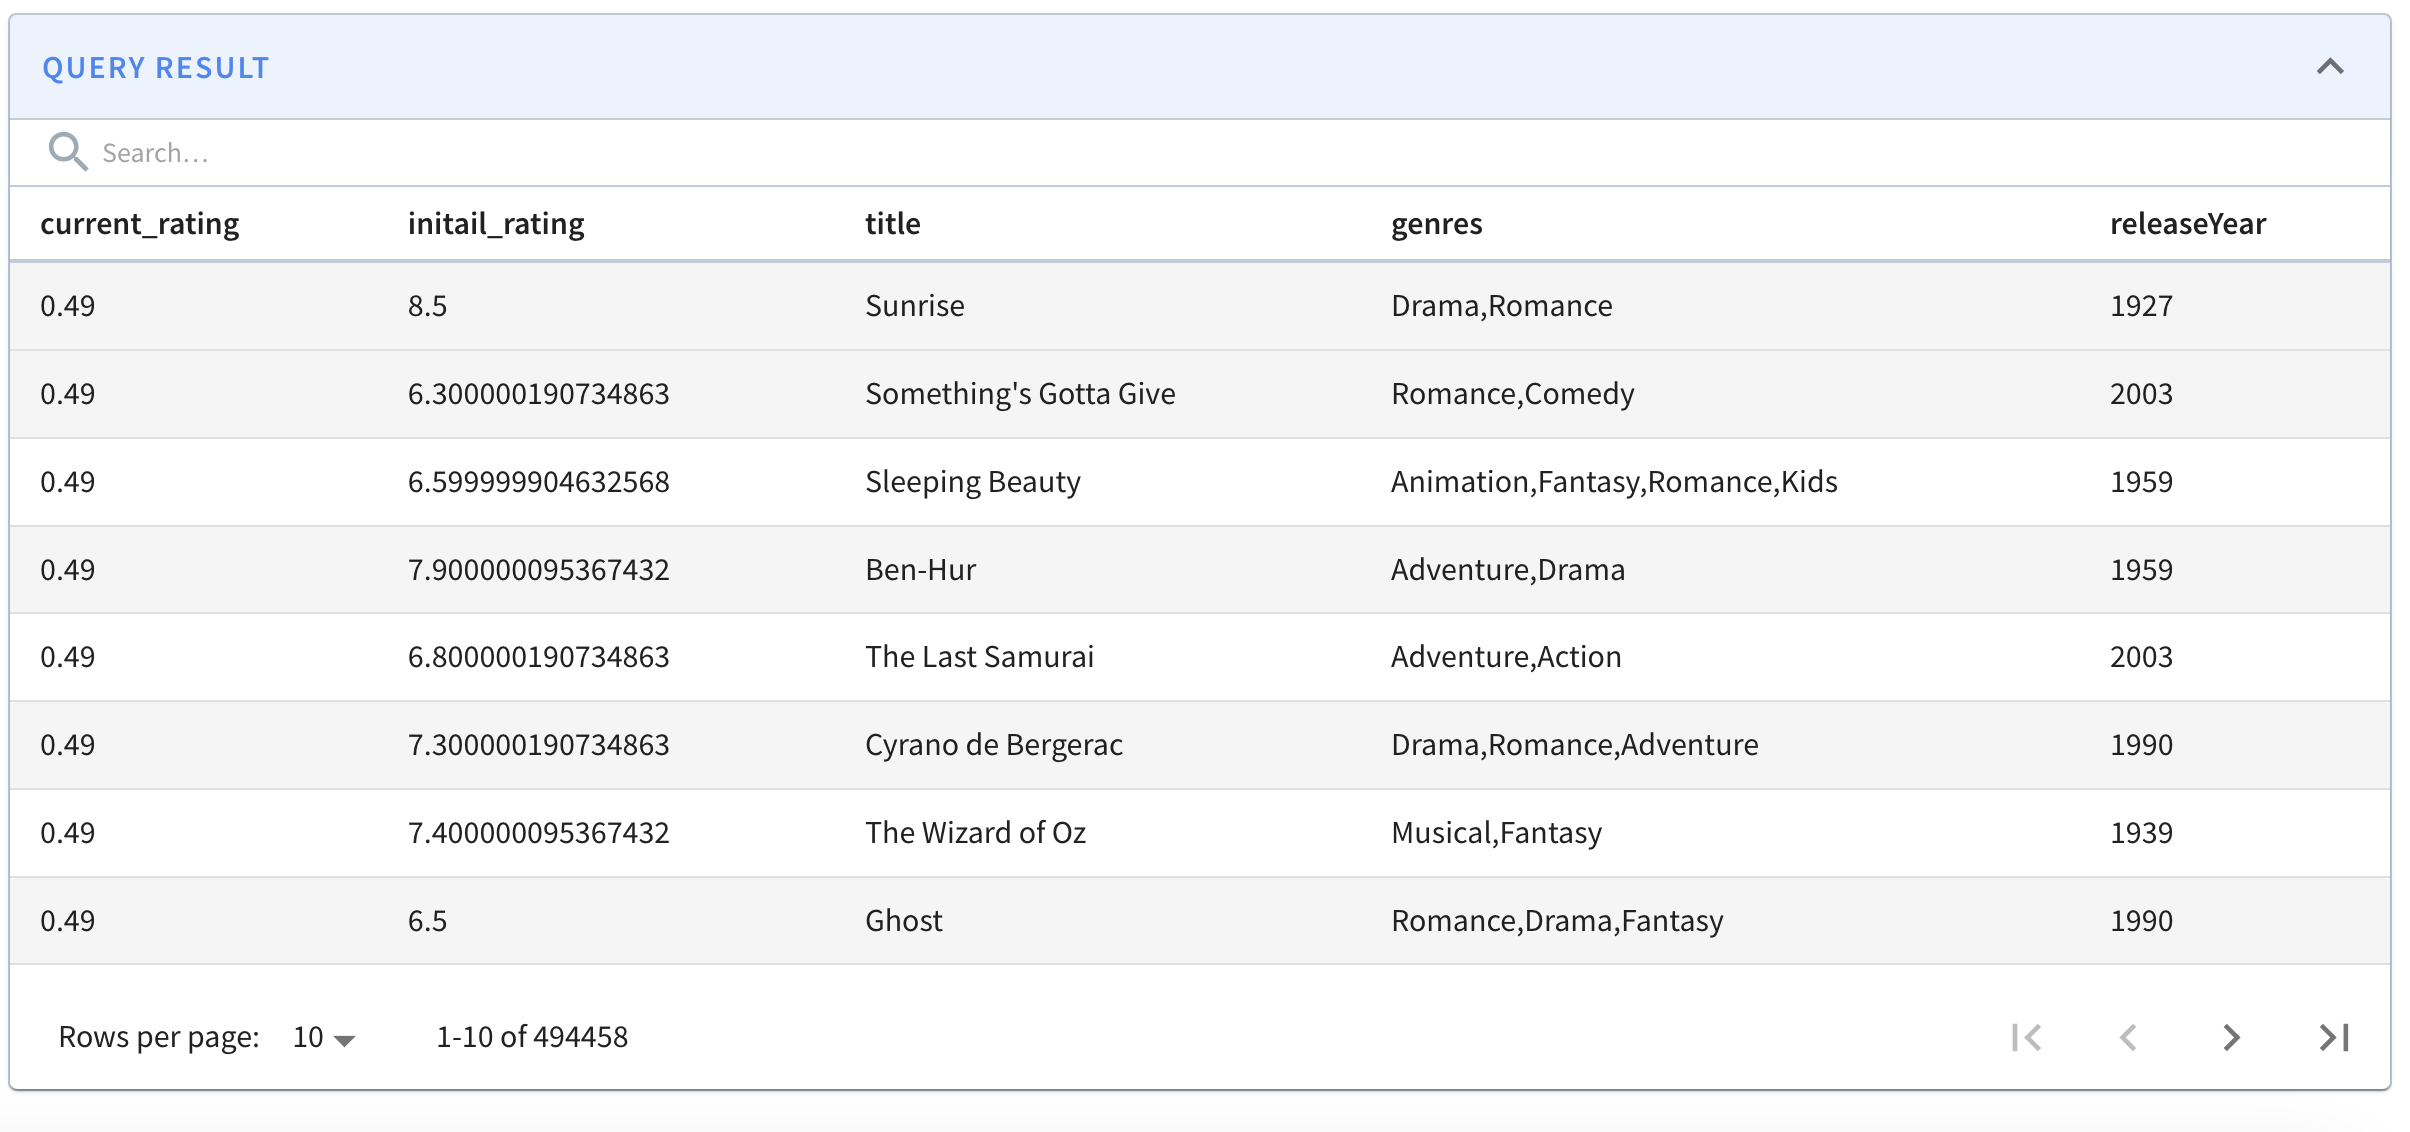 QUERY RESULT
Search...
current_rating initail_rating title genres releaseYear
0.49 8.5 Sunrise Drama,Romance 1927
0.49 6.300000190734863 Something's Gotta Give Romance,Comedy 2003
0.49 6.599999904632568 Sleeping Beauty Animation,Fantasy,Romance,Kids 1959
0.49 7.900000095367432 Ben-Hur Adventure,Drama 1959
0.49 6.800000190734863 The Last Samurai Adventure,Action 2003
0.49 7.300000190734863 Cyrano de Bergerac Drama,Romance,Adventure 1990
0.49 7.400000095367432 The Wizard of Oz Musical,Fantasy 1939
0.49 6.5 Ghost Romance,Drama,Fantasy 1990
Rows per page: 10 1-10 of 494458